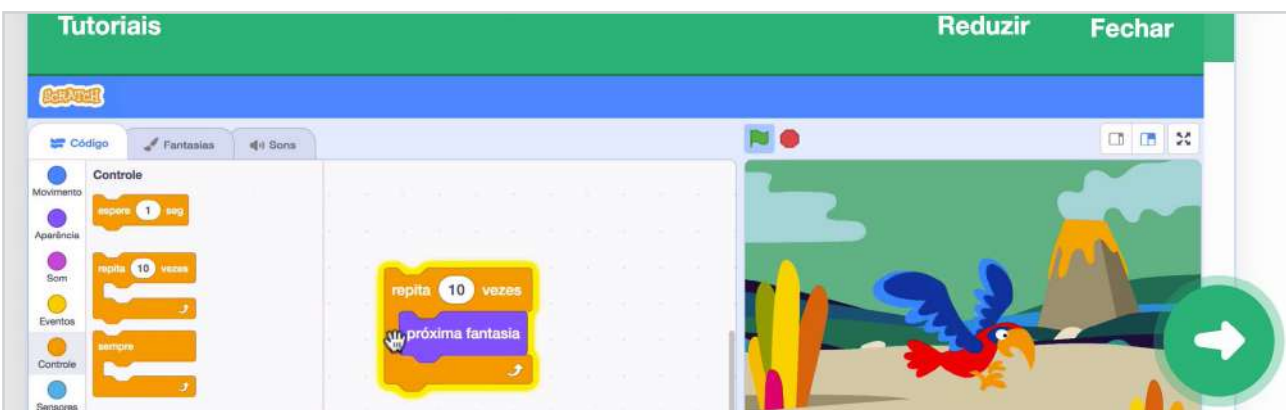 Tutoriais Reduzir Fechar
SCRATCH
Código Fantasias Sons
Movimento
Aparência
Som
Eventos
Controle
Sensores
Controle
espere 1 seg
repita 10 vezes
sempre
repita 10 vezes
próxima fantasia